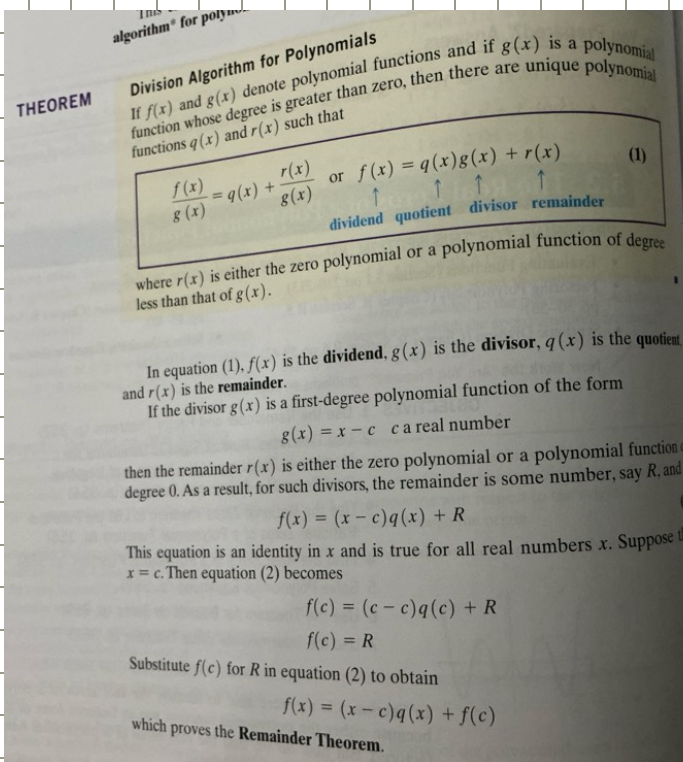 algorithm* for
Division Algorithm for Polynomials
THEOREM
If f(x) and g(x) denote polynomial functions and if g(x) is a polynomial
function whose degree is greater than zero, then there are unique polynomial
functions q(x) and r(x) such that
f(x)/g(x) = q(x) + r(x)/g(x) or f(x) = q(x)g(x) + r(x) (1)
↑ ↑ ↑ ↑
dividend quotient divisor remainder
where r(x) is either the zero polynomial or a polynomial function of degree
less than that of g(x).
In equation (1), f(x) is the dividend, g(x) is the divisor, q(x) is the quotient,
and r(x) is the remainder.
If the divisor g(x) is a first-degree polynomial function of the form
g(x) = x − c c a real number
then the remainder r(x) is either the zero polynomial or a polynomial function
degree 0. As a result, for such divisors, the remainder is some number, say R, and
f(x) = (x − c)q(x) + R
This equation is an identity in x and is true for all real numbers x. Suppose
x = c. Then equation (2) becomes
f(c) = (c − c)q(c) + R
f(c) = R
Substitute f(c) for R in equation (2) to obtain
f(x) = (x − c)q(x) + f(c)
which proves the Remainder Theorem.